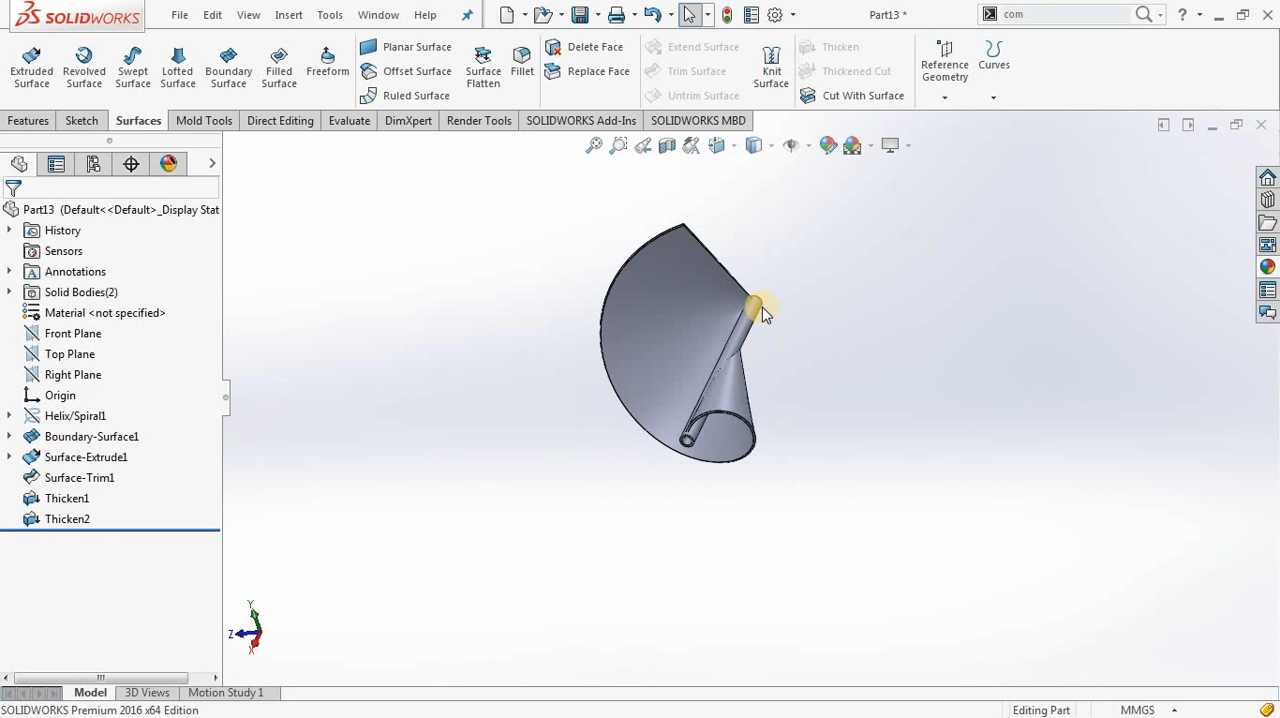 SOLIDWORKS
File Edit View Insert Tools Window Help
Part13 *
com
Extruded Surface
Revolved Surface
Swept Surface
Lofted Surface
Boundary Surface
Filled Surface
Freeform
Planar Surface
Offset Surface
Ruled Surface
Surface Flatten
Fillet
Delete Face
Replace Face
Extend Surface
Trim Surface
Untrim Surface
Knit Surface
Thicken
Thickened Cut
Cut With Surface
Reference Geometry
Curves
Features Sketch Surfaces Mold Tools Direct Editing Evaluate DimXpert Render Tools SOLIDWORKS Add-Ins SOLIDWORKS MBD
Part13 (Default<<Default>_Display Stat
History
Sensors
Annotations
Solid Bodies(2)
Material <not specified>
Front Plane
Top Plane
Right Plane
Origin
Helix/Spiral1
Boundary-Surface1
Surface-Extrude1
Surface-Trim1
Thicken1
Thicken2
Y
Z
X
Model 3D Views Motion Study 1
SOLIDWORKS Premium 2016 x64 Edition Editing Part MMGS